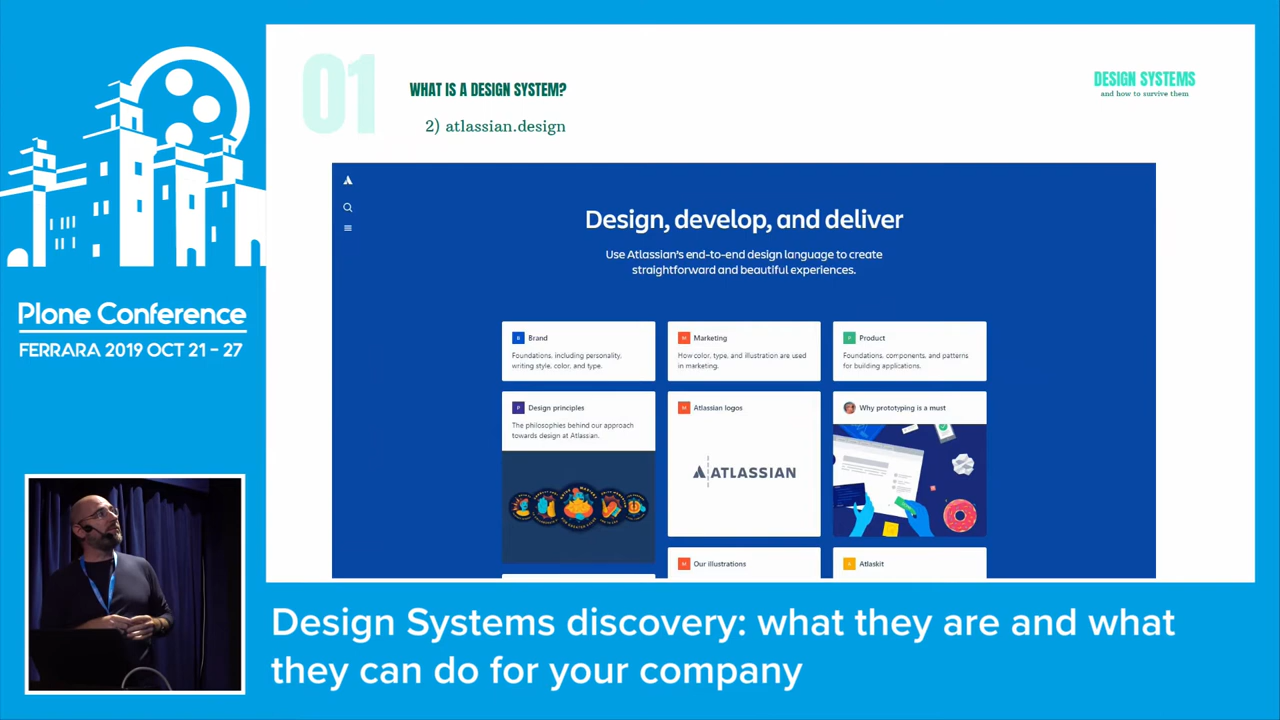 01
WHAT IS A DESIGN SYSTEM?
2) atlassian.design
DESIGN SYSTEMS
and how to survive them
Design, develop, and deliver
Use Atlassian's end-to-end design language to create
straightforward and beautiful experiences.
B Brand
Foundations, including personality,
writing style, color, and type.
M Marketing
How color, type, and illustration are used
in marketing.
P Product
Foundations, components, and patterns
for building applications.
P Design principles
The philosophies behind our approach
towards design at Atlassian.
M Atlassian logos
ATLASSIAN
Why prototyping is a must
M Our illustrations
Atlaskit
Plone Conference
FERRARA 2019 OCT 21 – 27
Design Systems discovery: what they are and what
they can do for your company